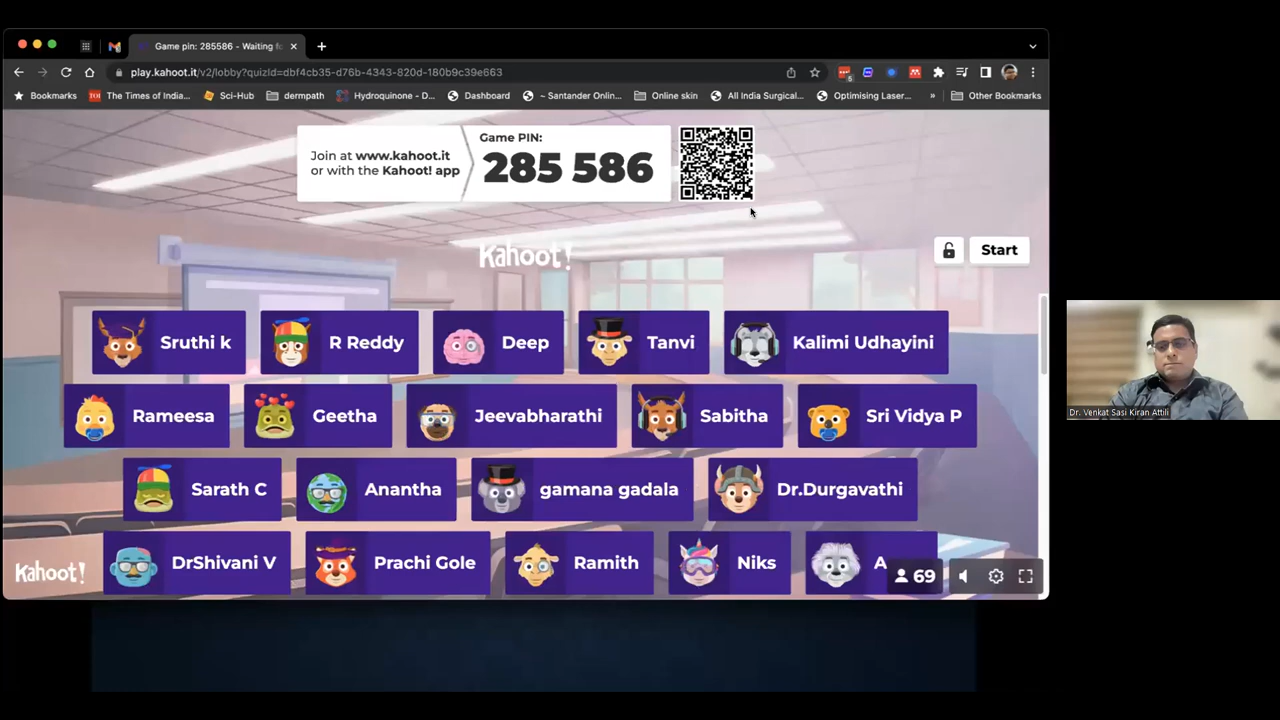 Game pin: 285586 - Waiting fo
play.kahoot.it/v2/lobby?quizId=dbf4cb35-d76b-4343-820d-180b9c39e663
Bookmarks TOI The Times of India... Sci-Hub dermpath Hydroquinone - D... Dashboard ~ Santander Onlin... Online skin All India Surgical... Optimising Laser... » Other Bookmarks
Join at www.kahoot.it
or with the Kahoot! app
Game PIN:
285 586
Kahoot!
Start
Sruthi k R Reddy Deep Tanvi Kalimi Udhayini
Rameesa Geetha Jeevabharathi Sabitha Sri Vidya P
Sarath C Anantha gamana gadala Dr.Durgavathi
DrShivani V Prachi Gole Ramith Niks A
Kahoot!
69
Dr. Venkat Sasi Kiran Attili